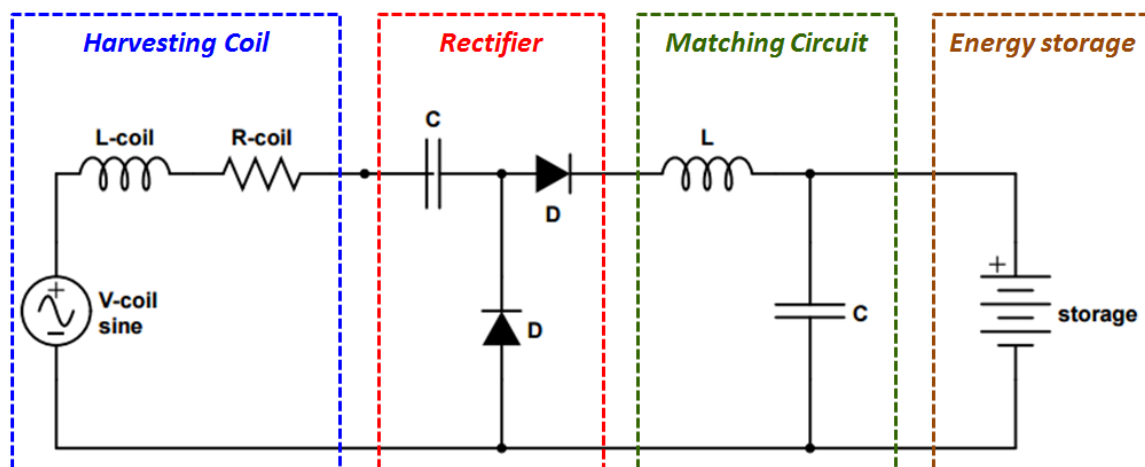 Harvesting Coil
Rectifier
Matching Circuit
Energy storage
L-coil
R-coil
C
D
L
V-coil
sine
D
C
storage